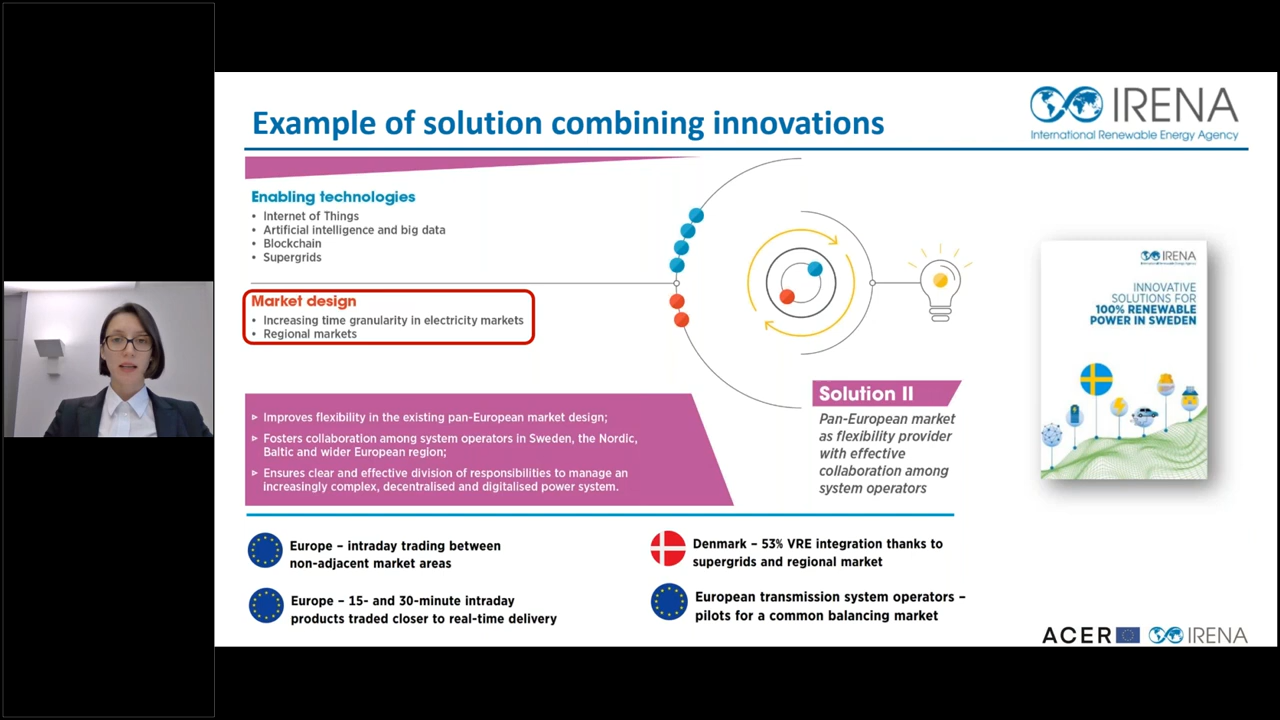 Example of solution combining innovations
IRENA
International Renewable Energy Agency
Enabling technologies
• Internet of Things
• Artificial intelligence and big data
• Blockchain
• Supergrids
Market design
• Increasing time granularity in electricity markets
• Regional markets
Improves flexibility in the existing pan-European market design;
Fosters collaboration among system operators in Sweden, the Nordic,
Baltic and wider European region;
Ensures clear and effective division of responsibilities to manage an
increasingly complex, decentralised and digitalised power system.
Solution II
Pan-European market
as flexibility provider
with effective
collaboration among
system operators
IRENA
INNOVATIVE
SOLUTIONS FOR
100% RENEWABLE
POWER IN SWEDEN
Europe – intraday trading between
non-adjacent market areas
Denmark – 53% VRE integration thanks to
supergrids and regional market
Europe – 15- and 30-minute intraday
products traded closer to real-time delivery
European transmission system operators –
pilots for a common balancing market
ACER
IRENA